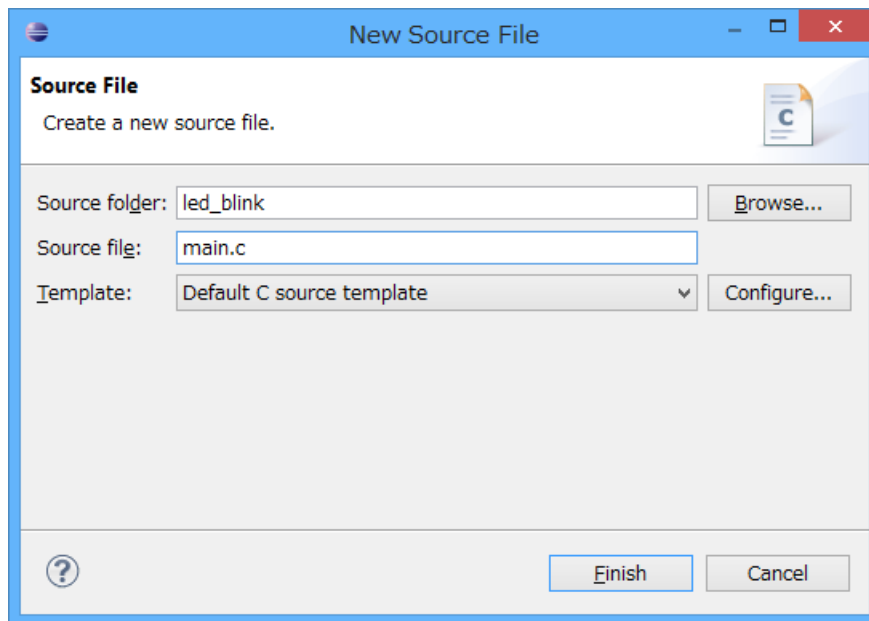 New Source File
Source File
Create a new source file.
C
Source folder: led_blink Browse...
Source file: main.c
Template: Default C source template Configure...
? Finish Cancel